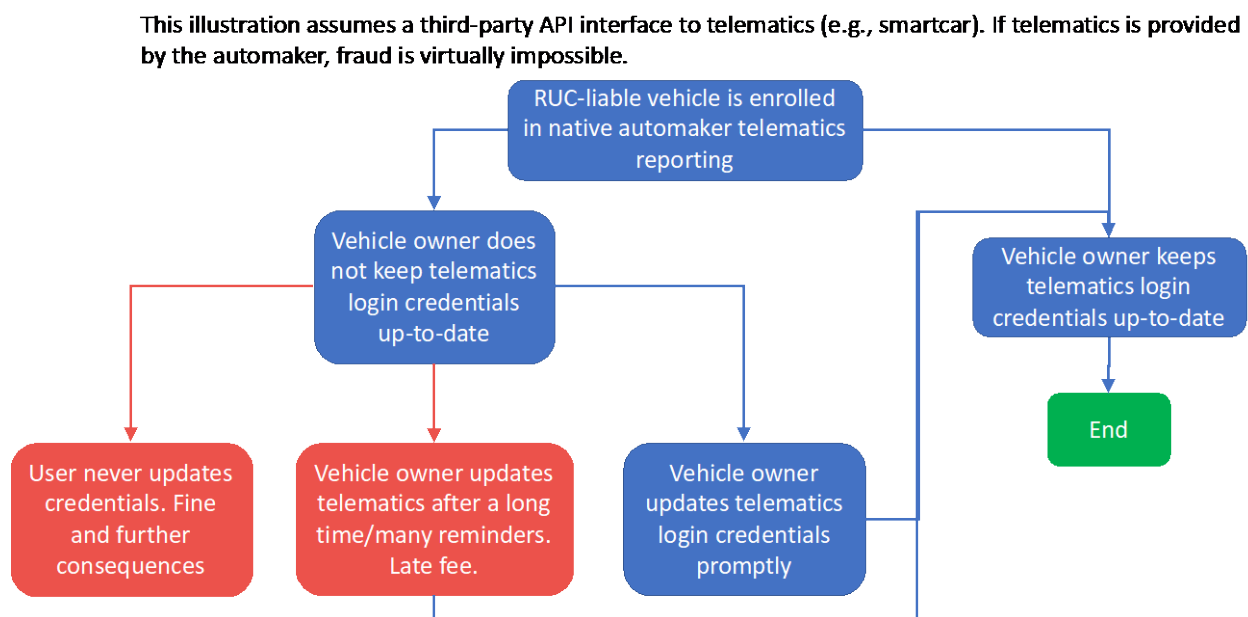 This illustration assumes a third-party API interface to telematics (e.g., smartcar). If telematics is provided
by the automaker, fraud is virtually impossible.
RUC-liable vehicle is enrolled
in native automaker telematics
reporting
Vehicle owner does
not keep telematics
login credentials
up-to-date
Vehicle owner keeps
telematics login
credentials up-to-date
End
User never updates
credentials. Fine
and further
consequences
Vehicle owner updates
telematics after a long
time/many reminders.
Late fee.
Vehicle owner
updates telematics
login credentials
promptly